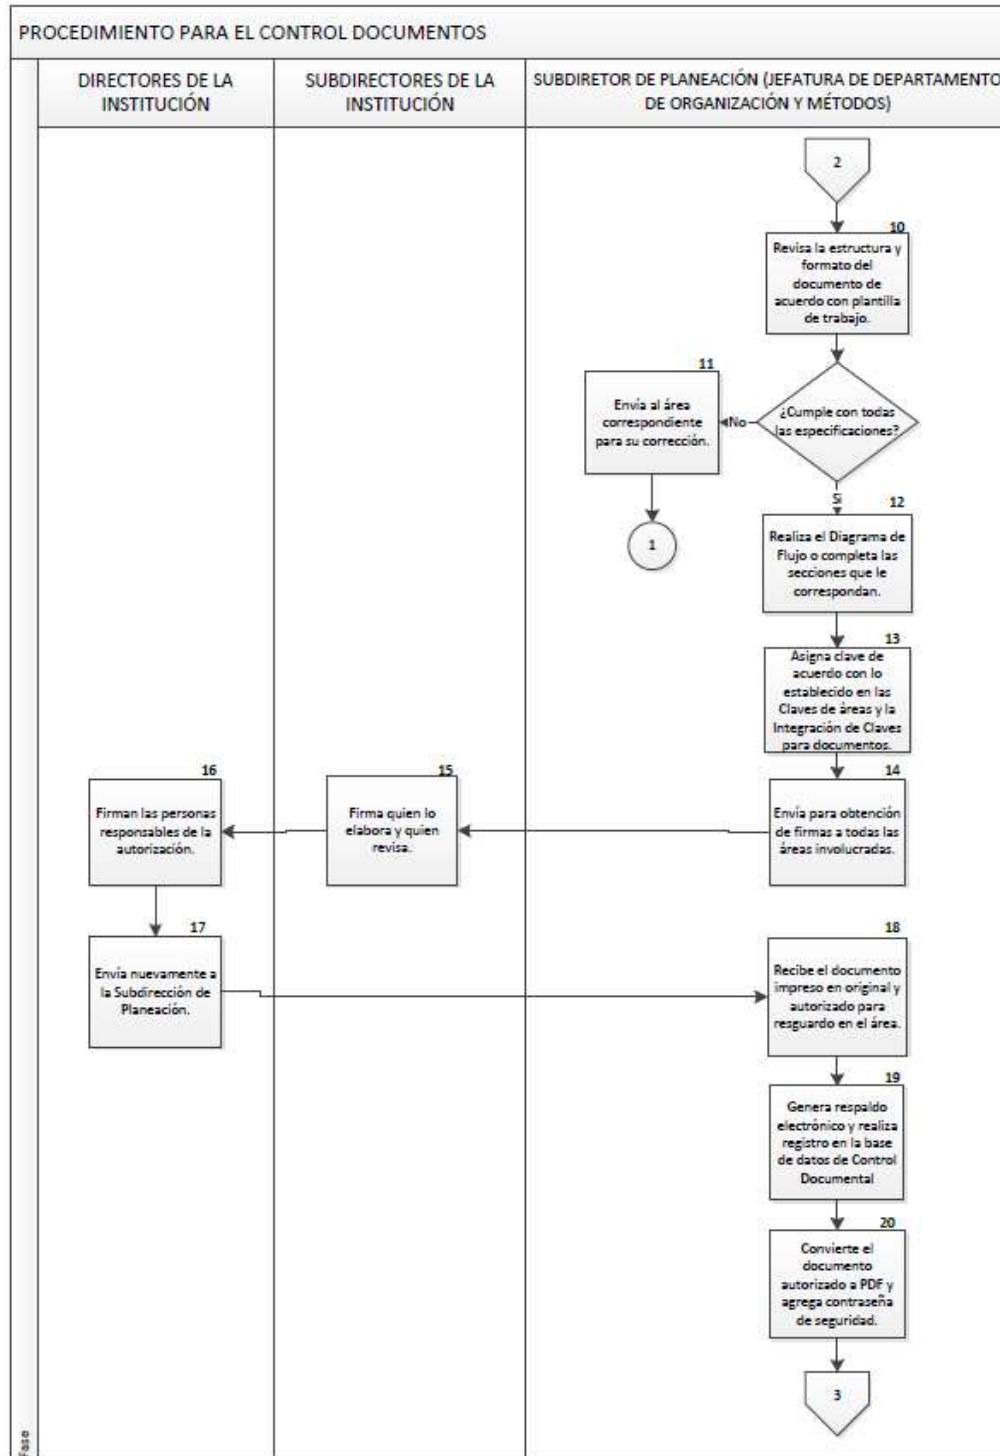 PROCEDIMIENTO PARA EL CONTROL DOCUMENTOS
DIRECTORES DE LA
INSTITUCIÓN
SUBDIRECTORES DE LA
INSTITUCIÓN
SUBDIRETOR DE PLANEACIÓN (JEFATURA DE DEPARTAMENTO
DE ORGANIZACIÓN Y MÉTODOS)
2
10
Revisa la estructura y
formato del
documento de
acuerdo con plantilla
de trabajo.
11
Envía al área
correspondiente
para su corrección.
No
¿Cumple con todas
las especificaciones?
1
Si
12
Realiza el Diagrama de
Flujo o completa las
secciones que le
correspondan.
13
Asigna clave de
acuerdo con lo
establecido en las
Claves de áreas y la
Integración de Claves
para documentos.
14
Envía para obtención
de firmas a todas las
áreas involucradas.
15
Firma quien lo
elabora y quien
revisa.
16
Firman las personas
responsables de la
autorización.
17
Envía nuevamente a
la Subdirección de
Planeación.
18
Recibe el documento
impreso en original y
autorizado para
resguardo en el área.
19
Genera respaldo
electrónico y realiza
registro en la base
de datos de Control
Documental
20
Convierte el
documento
autorizado a PDF y
agrega contraseña
de seguridad.
3
Fase